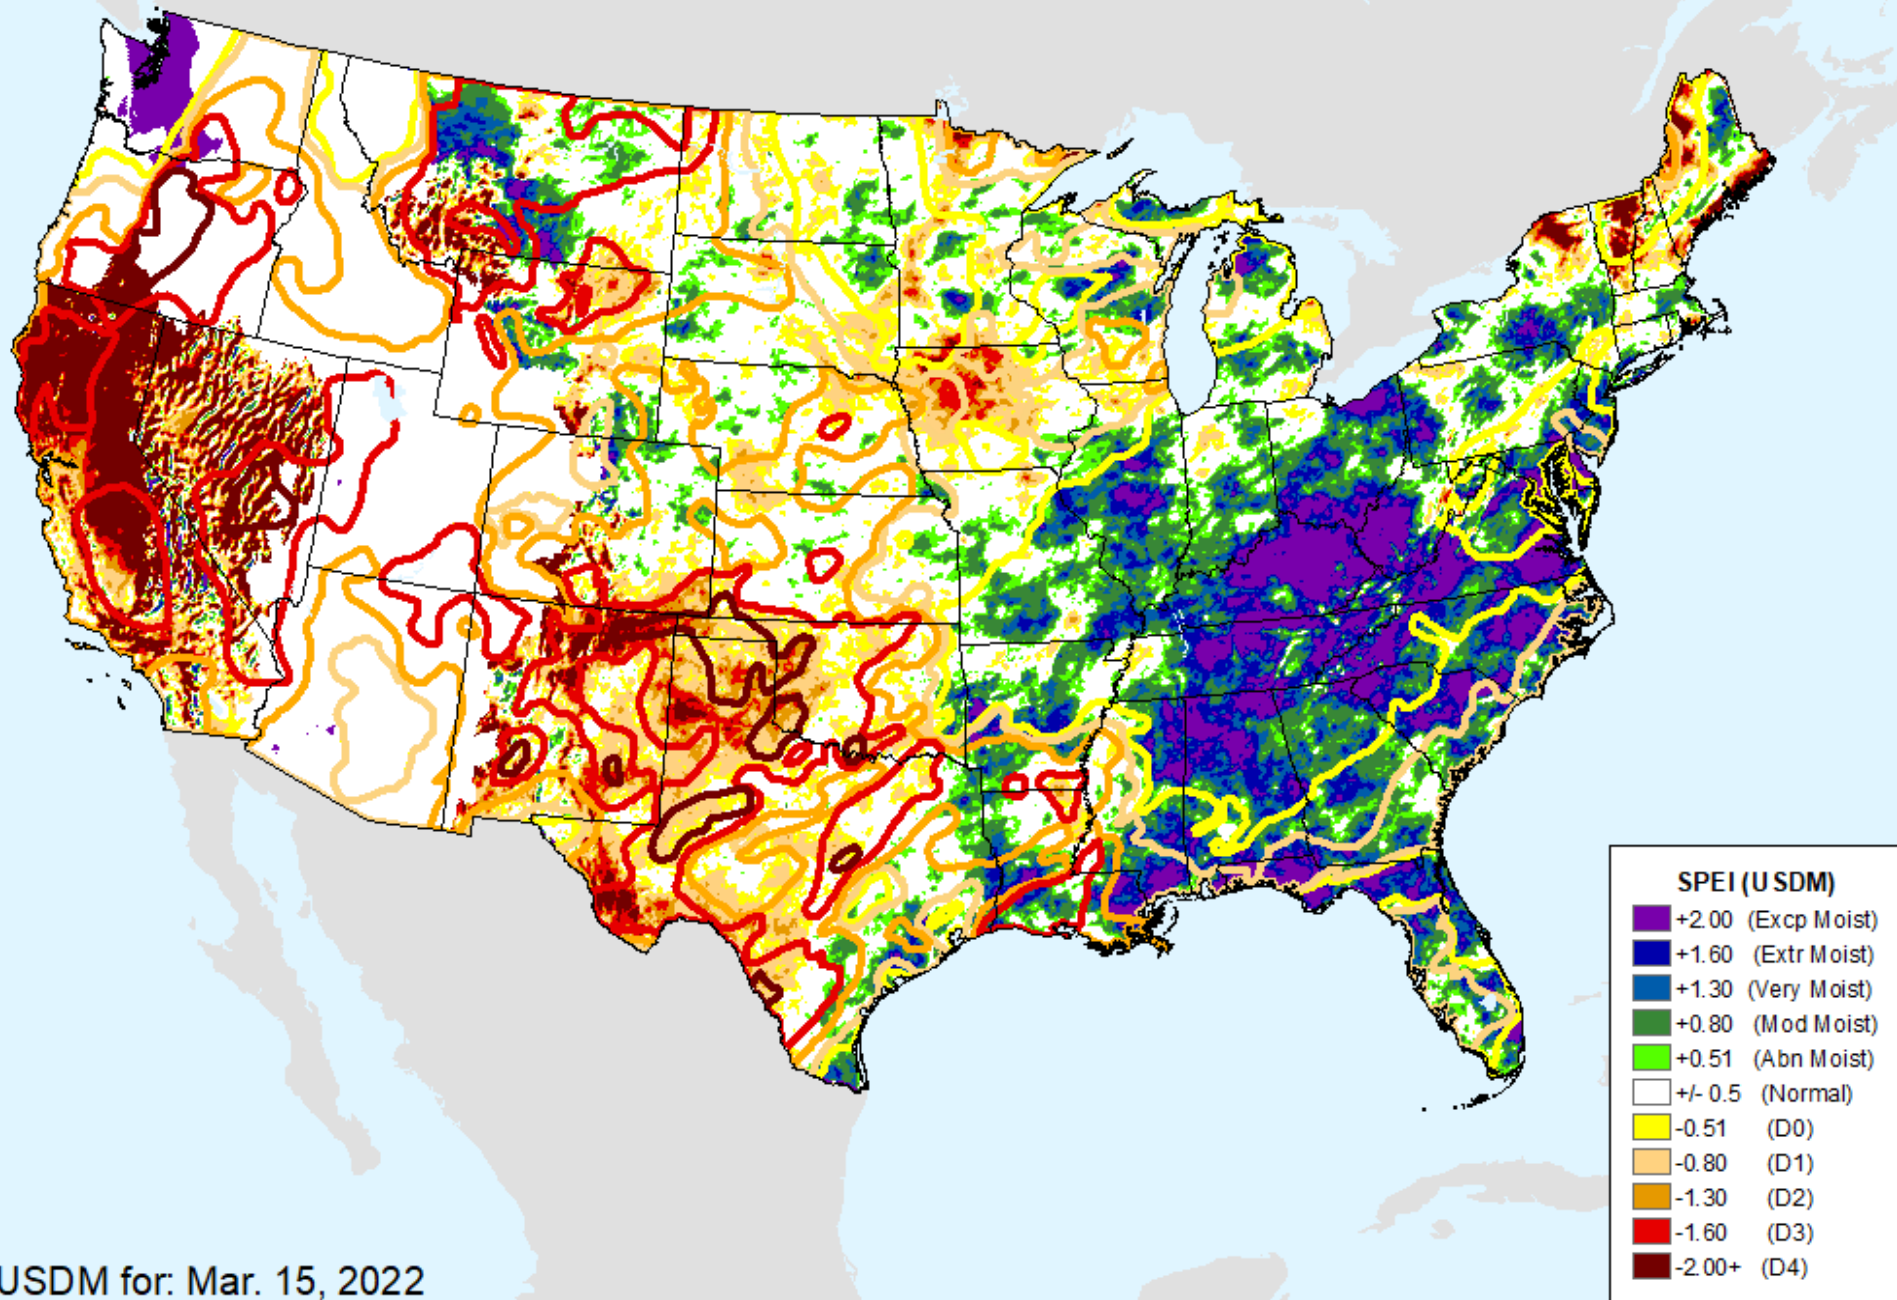 SPEI (USDM)
+2.00 (Excp Moist)
+1.60 (Extr Moist)
+1.30 (Very Moist)
+0.80 (Mod Moist)
+0.51 (Abn Moist)
+/- 0.5 (Normal)
-0.51 (D0)
-0.80 (D1)
-1.30 (D2)
-1.60 (D3)
-2.00+ (D4)
USDM for: Mar. 15, 2022